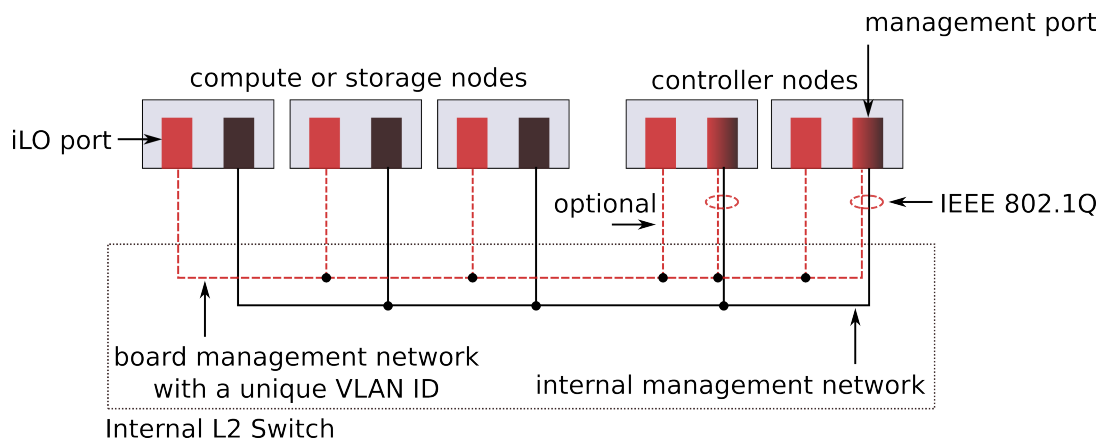 management port
compute or storage nodes
controller nodes
iLO port
optional
IEEE 802.1Q
board management network
with a unique VLAN ID
internal management network
Internal L2 Switch